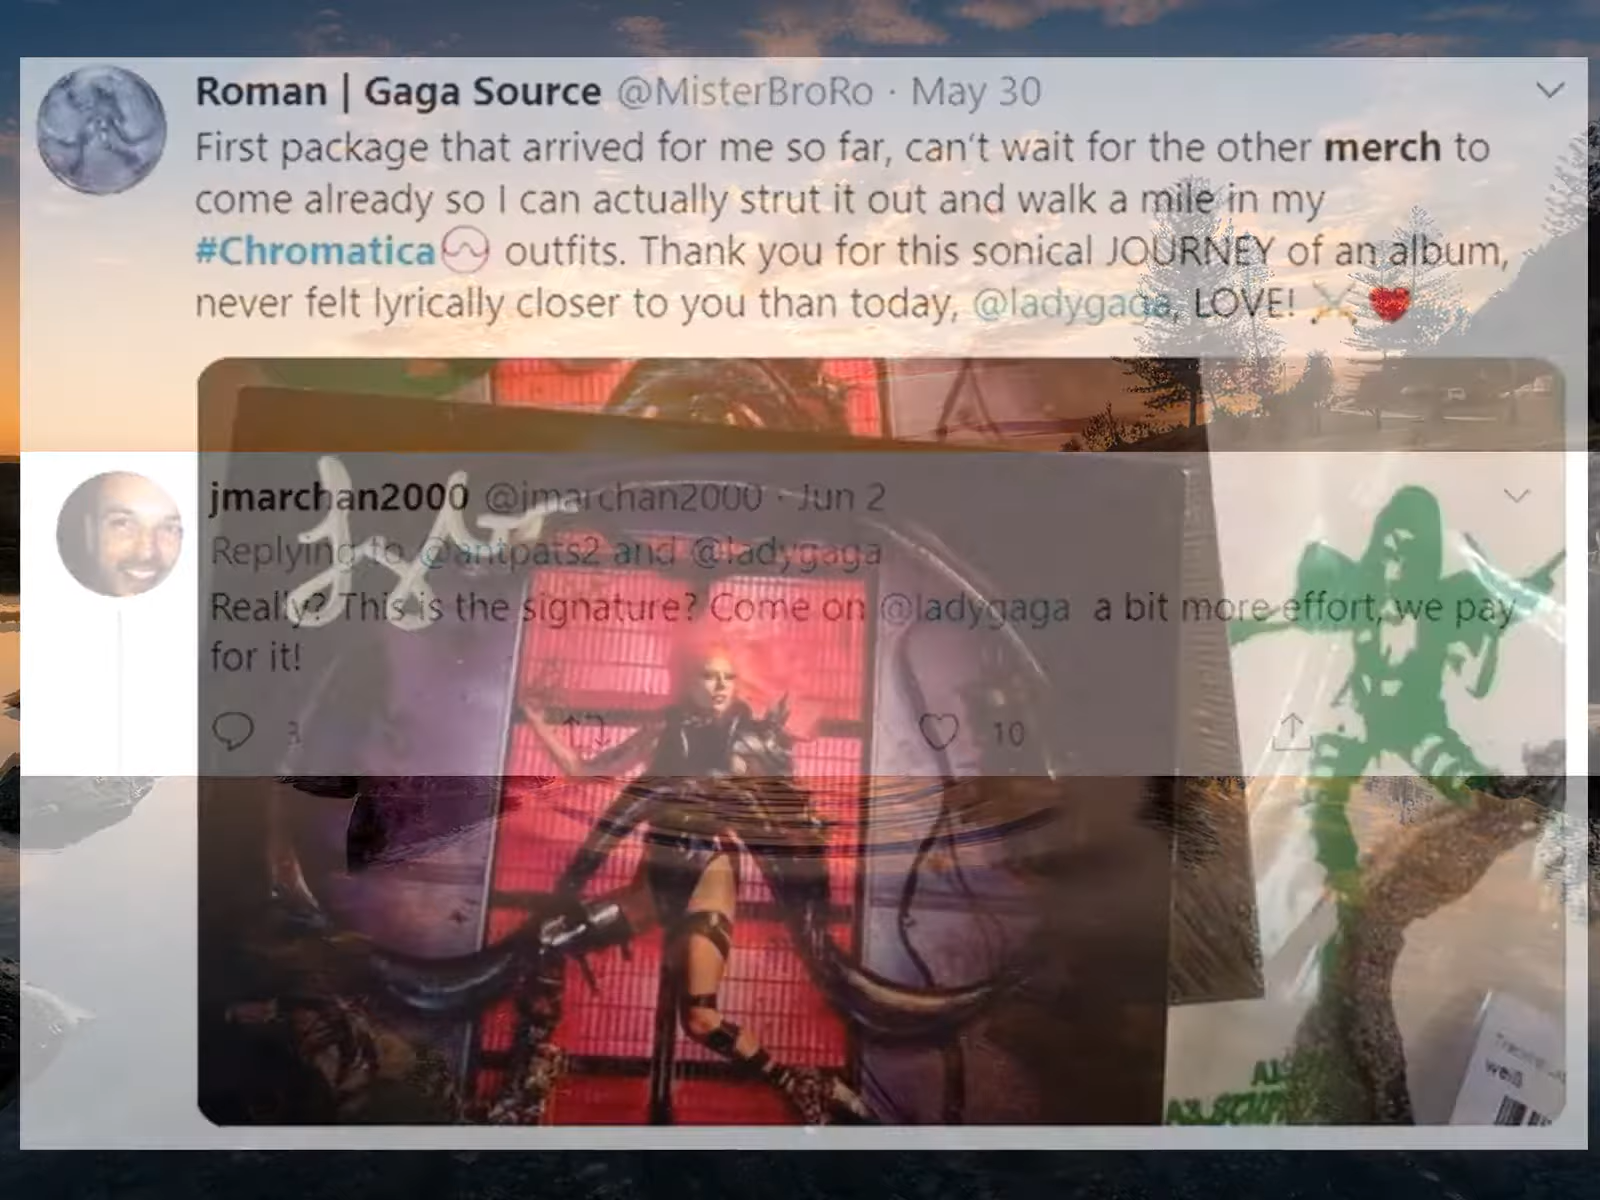 Roman | Gaga Source @MisterBroRo · May 30
First package that arrived for me so far, can't wait for the other merch to
come already so I can actually strut it out and walk a mile in my
#Chromatica outfits. Thank you for this sonical JOURNEY of an album,
never felt lyrically closer to you than today, @ladygaga, LOVE! ⚔️ ❤️
jmarchan2000 @jmarchan2000 · Jun 2
Replying to @antpats2 and @ladygaga
Really? This is the signature? Come on @ladygaga a bit more effort, we pay
for it!
3 10
weiß